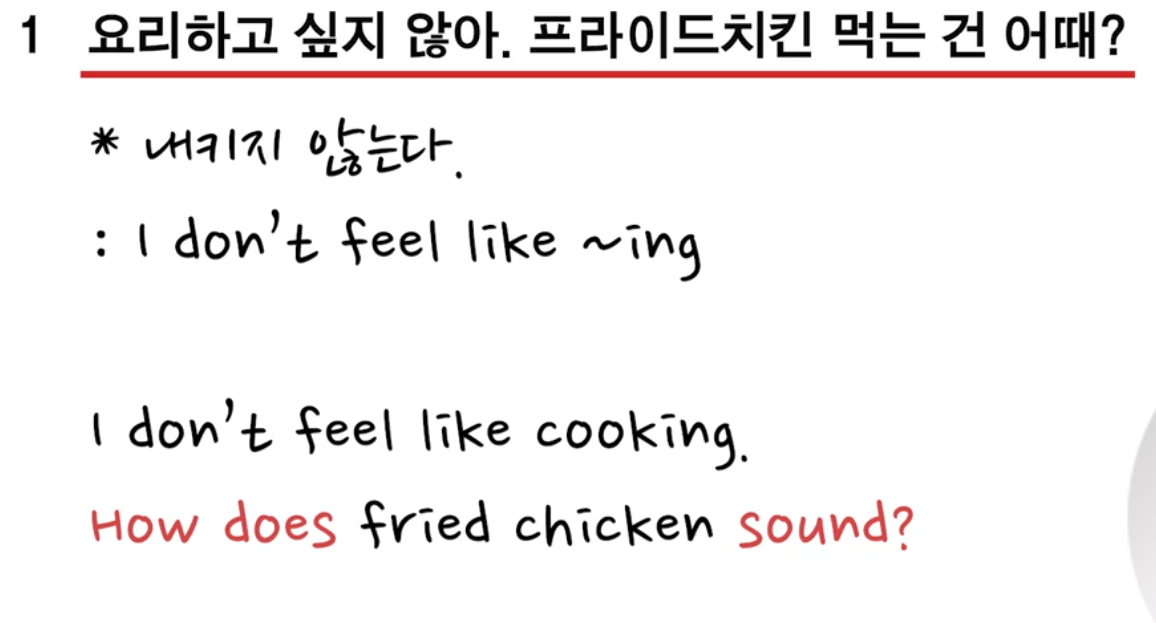 1 요리하고 싶지 않아. 프라이드치킨 먹는 건 어때?
* 내키지 않는다.
: I don't feel like ~ing
I don't feel like cooking.
How does fried chicken sound?